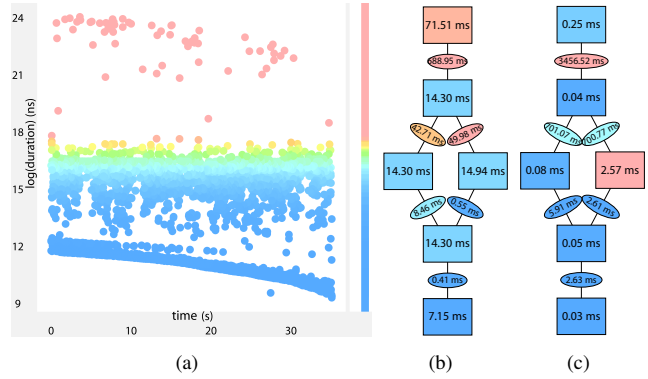 24
21
18
15
12
9
log(duration) (ns)
0
10
20
30
time (s)
(a)
71.51 ms
688.95 ms
14.30 ms
42.71 ms
49.98 ms
14.30 ms
14.94 ms
8.46 ms
0.55 ms
14.30 ms
0.41 ms
7.15 ms
(b)
0.25 ms
3456.52 ms
0.04 ms
701.07 ms
0.08 ms
2.57 ms
5.91 ms
2.61 ms
0.05 ms
2.63 ms
0.03 ms
(c)